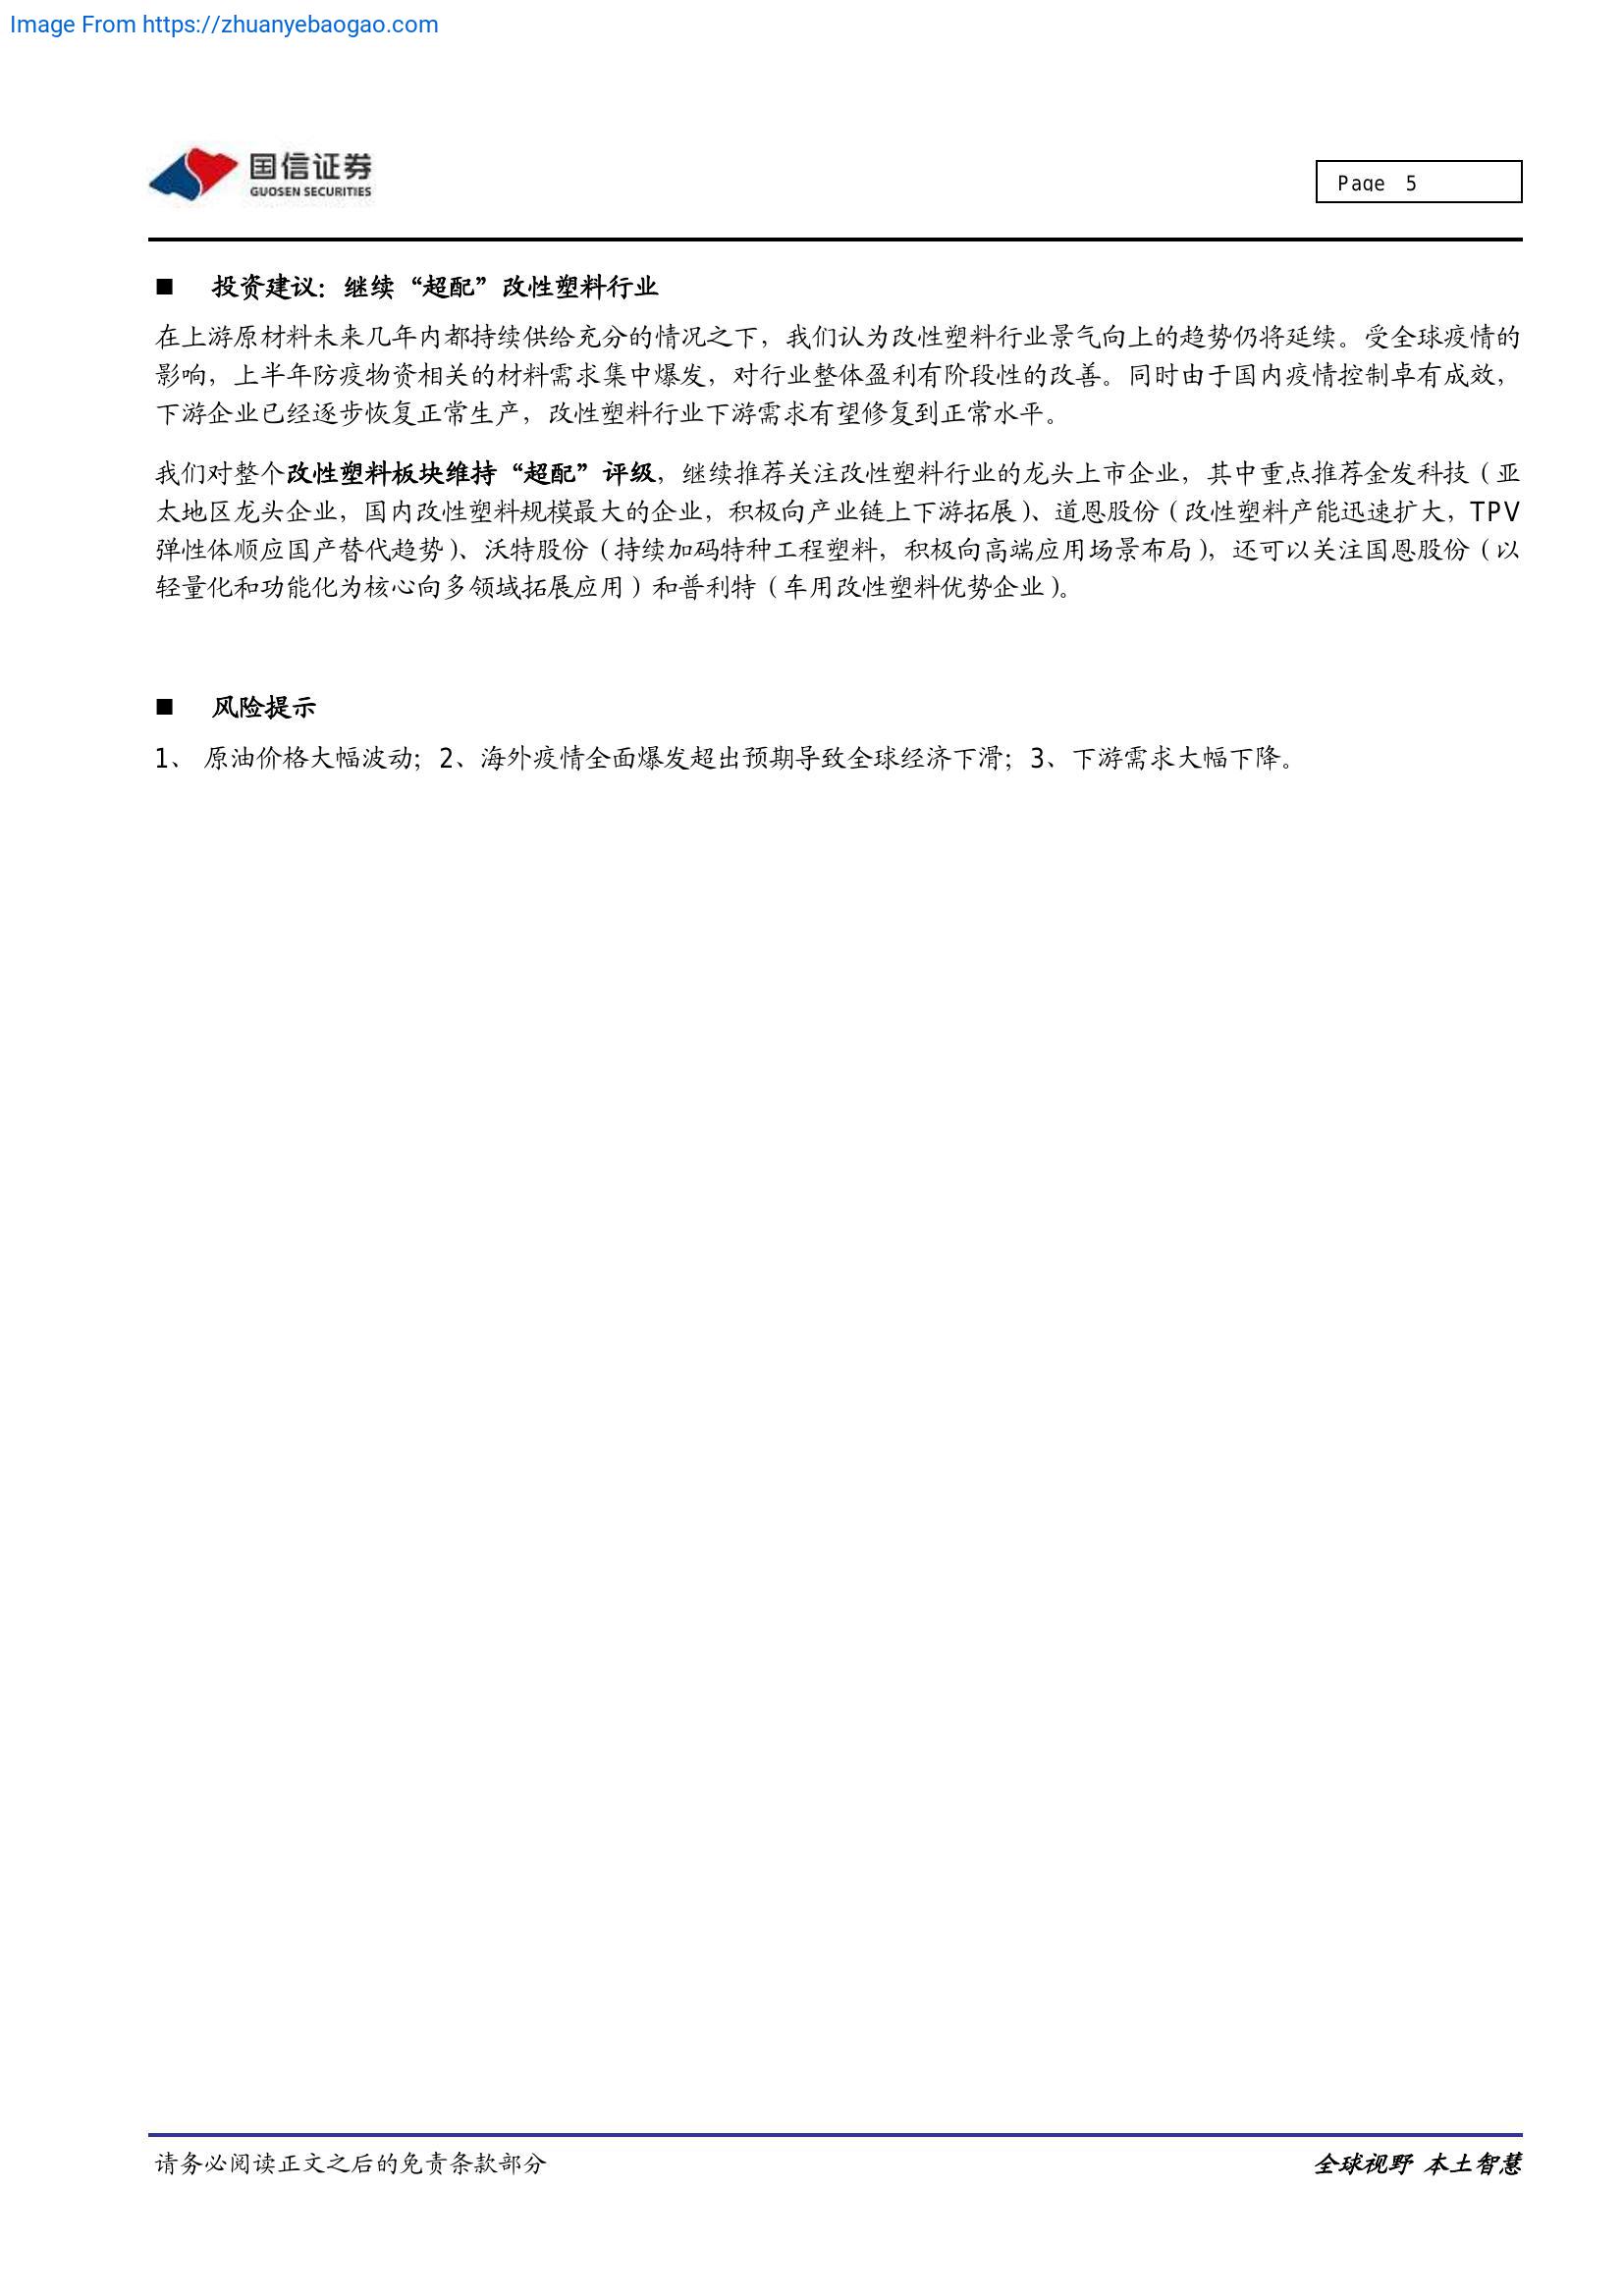 Image From https://zhuanyebaogao.com
国信证券
GUOSEN SECURITIES
Page 5
■ 投资建议：继续“超配”改性塑料行业
在上游原材料未来几年内都持续供给充分的情况之下，我们认为改性塑料行业景气向上的趋势仍将延续。受全球疫情的
影响，上半年防疫物资相关的材料需求集中爆发，对行业整体盈利有阶段性的改善。同时由于国内疫情控制卓有成效，
下游企业已经逐步恢复正常生产，改性塑料行业下游需求有望修复到正常水平。
我们对整个改性塑料板块维持“超配”评级，继续推荐关注改性塑料行业的龙头上市企业，其中重点推荐金发科技（亚
太地区龙头企业，国内改性塑料规模最大的企业，积极向产业链上下游拓展）、道恩股份（改性塑料产能迅速扩大，TPV
弹性体顺应国产替代趋势）、沃特股份（持续加码特种工程塑料，积极向高端应用场景布局），还可以关注国恩股份（以
轻量化和功能化为核心向多领域拓展应用）和普利特（车用改性塑料优势企业）。
■ 风险提示
1、 原油价格大幅波动；2、海外疫情全面爆发超出预期导致全球经济下滑；3、下游需求大幅下降。
请务必阅读正文之后的免责条款部分
全球视野 本土智慧